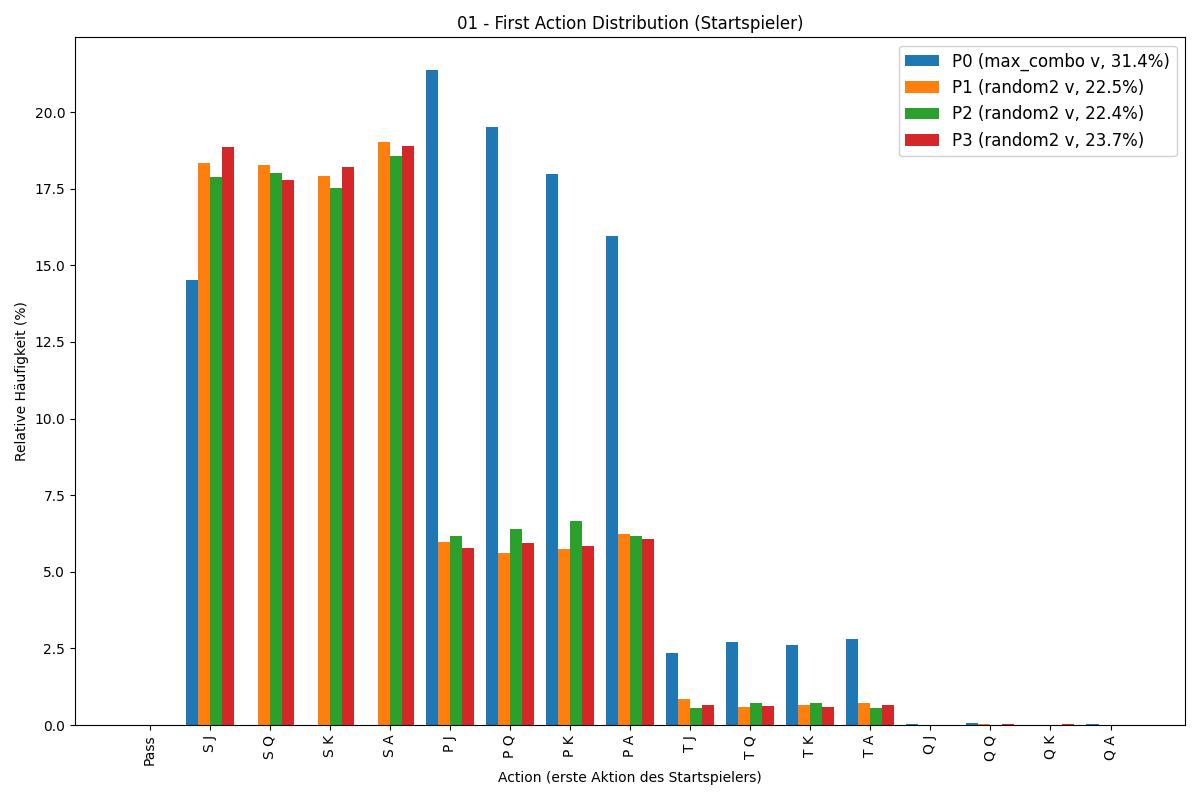 01 - First Action Distribution (Startspieler)
P0 (max_combo v, 31.4%)
P1 (random2 v, 22.5%)
P2 (random2 v, 22.4%)
P3 (random2 v, 23.7%)
Relative Häufigkeit (%)
20.0
17.5
15.0
12.5
10.0
7.5
5.0
2.5
0.0
Pass
S J
S Q
S K
S A
P J
P Q
P K
P A
T J
T Q
T K
T A
Q J
Q Q
Q K
Q A
Action (erste Aktion des Startspielers)